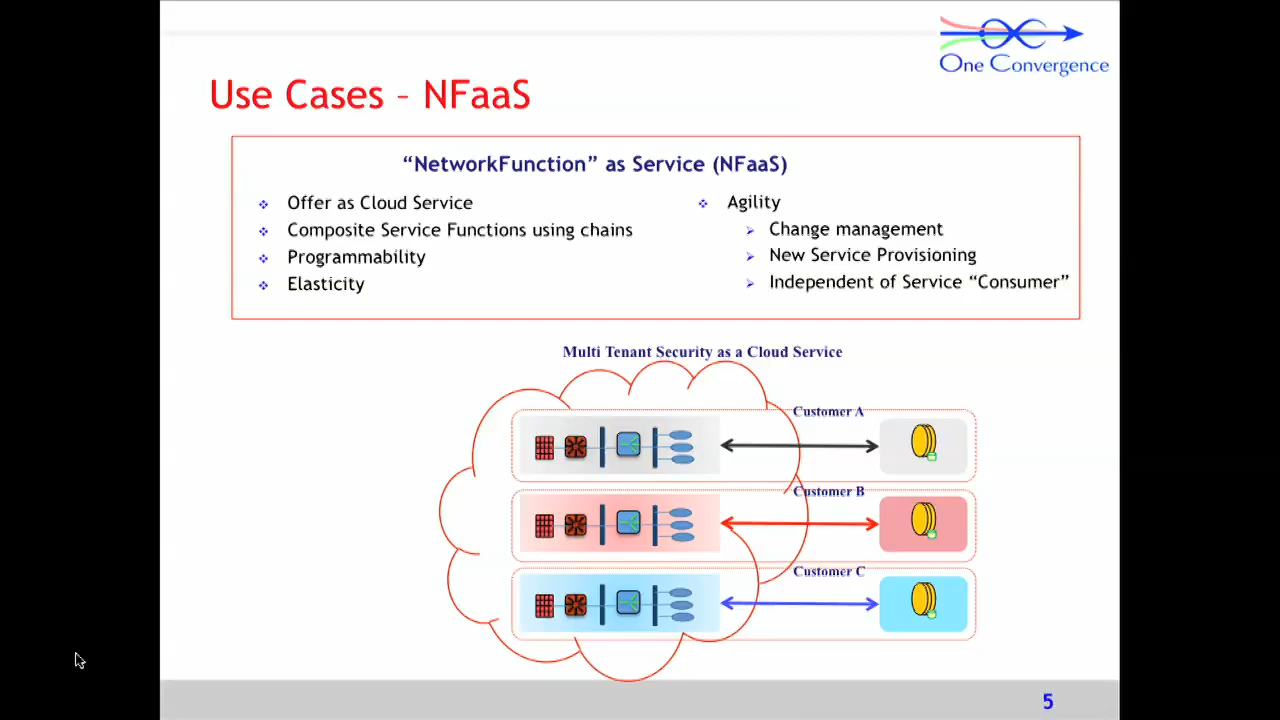 One Convergence
Use Cases – NFaaS
“NetworkFunction” as Service (NFaaS)
Offer as Cloud Service
Composite Service Functions using chains
Programmability
Elasticity
Agility
Change management
New Service Provisioning
Independent of Service “Consumer”
Multi Tenant Security as a Cloud Service
Customer A
Customer B
Customer C
5